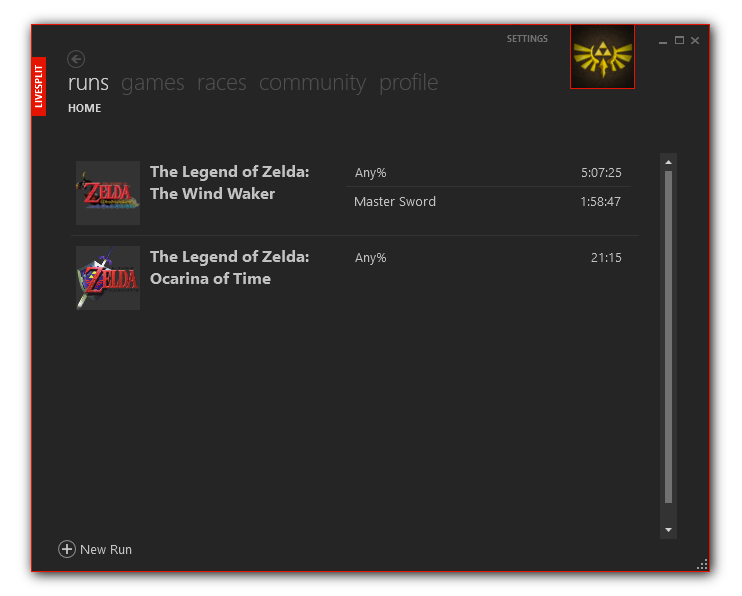 SETTINGS
LIVESPLIT
runs games races community profile
HOME
ZELDA
The Legend of Zelda:
The Wind Waker
Any% 5:07:25
Master Sword 1:58:47
ZELDA
The Legend of Zelda:
Ocarina of Time
Any% 21:15
New Run